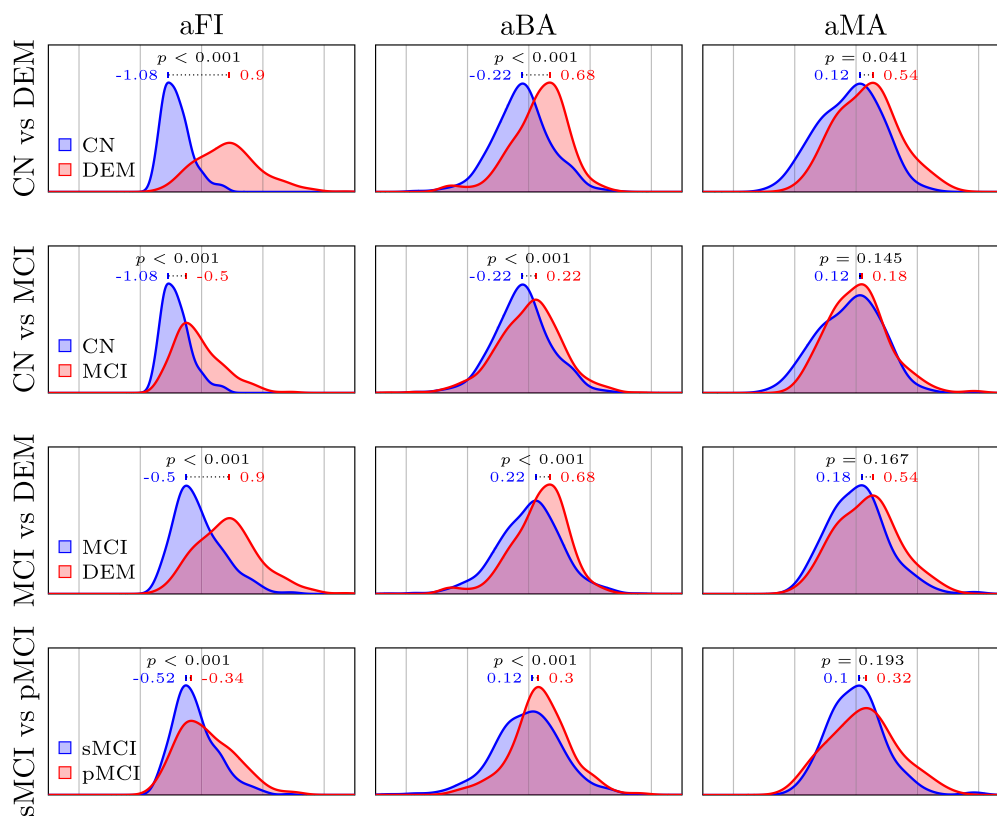 aFI
aBA
aMA
CN vs DEM
p < 0.001
-1.08
0.9
CN
DEM
p < 0.001
-0.22
0.68
p = 0.041
0.12
0.54
CN vs MCI
p < 0.001
-1.08
-0.5
CN
MCI
p < 0.001
-0.22
0.22
p = 0.145
0.12
0.18
MCI vs DEM
p < 0.001
-0.5
0.9
MCI
DEM
p < 0.001
0.22
0.68
p = 0.167
0.18
0.54
sMCI vs pMCI
p < 0.001
-0.52
-0.34
sMCI
pMCI
p < 0.001
0.12
0.3
p = 0.193
0.1
0.32